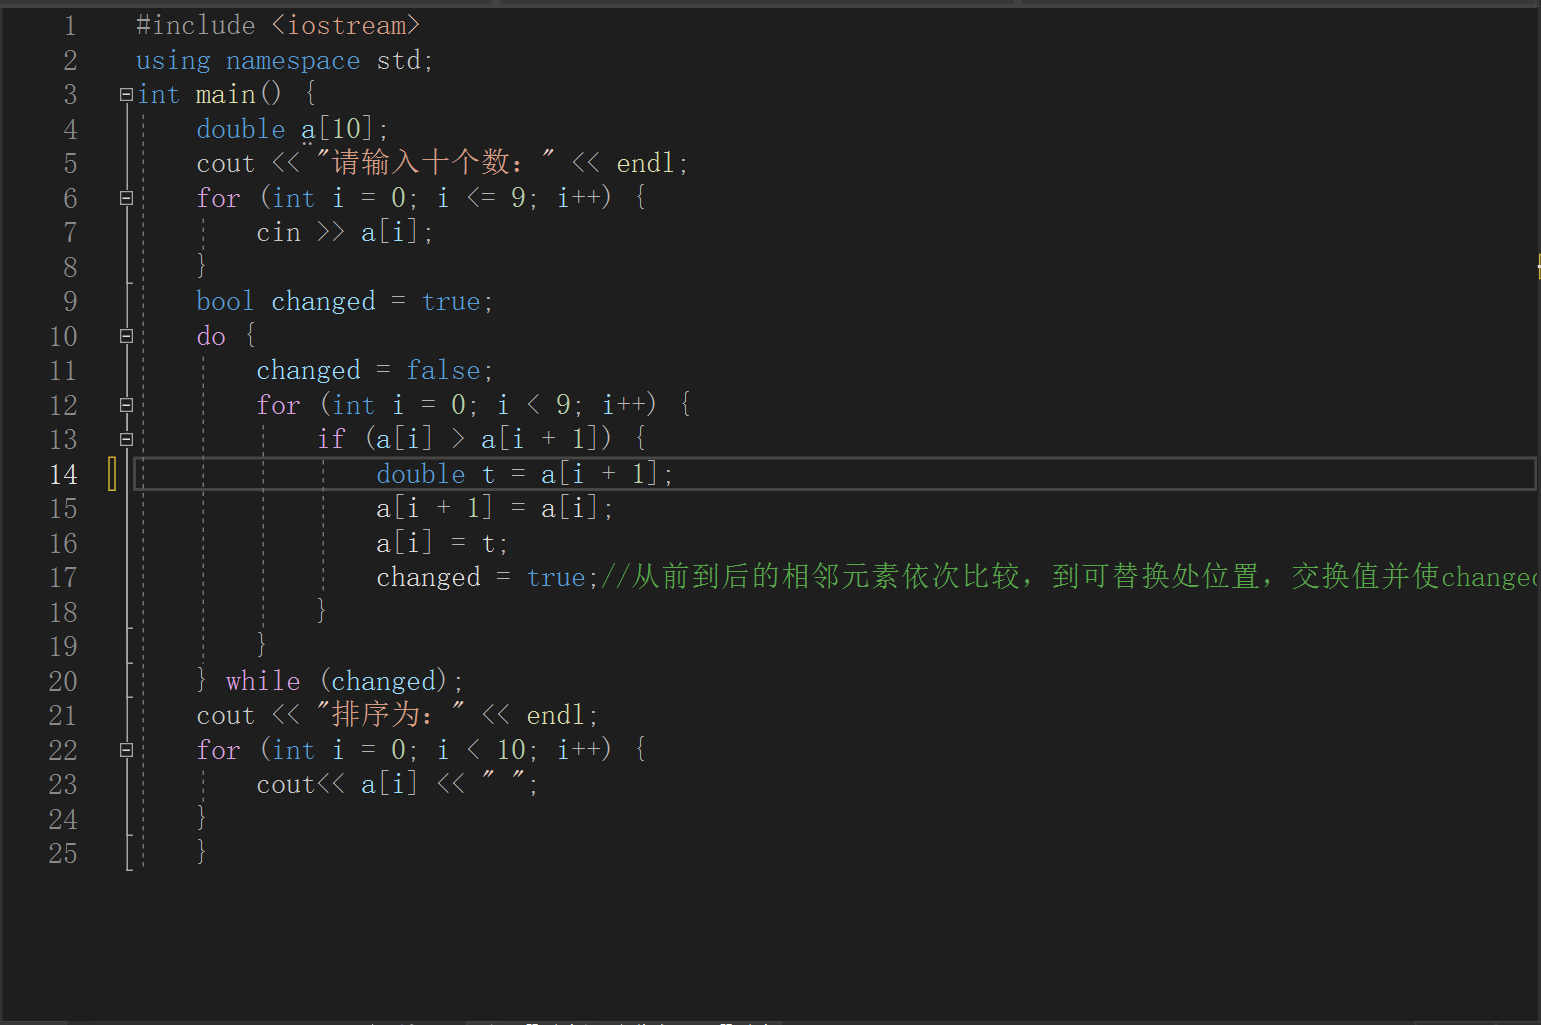 1 #include <iostream>
2 using namespace std;
3 int main() {
4 double a[10];
5 cout << "请输入十个数：" << endl;
6 for (int i = 0; i <= 9; i++) {
7 cin >> a[i];
8 }
9 bool changed = true;
10 do {
11 changed = false;
12 for (int i = 0; i < 9; i++) {
13 if (a[i] > a[i + 1]) {
14 double t = a[i + 1];
15 a[i + 1] = a[i];
16 a[i] = t;
17 changed = true;//从前到后的相邻元素依次比较，到可替换处位置，交换值并使changed
18 }
19 }
20 } while (changed);
21 cout << "排序为：" << endl;
22 for (int i = 0; i < 10; i++) {
23 cout<< a[i] << " ";
24 }
25 }